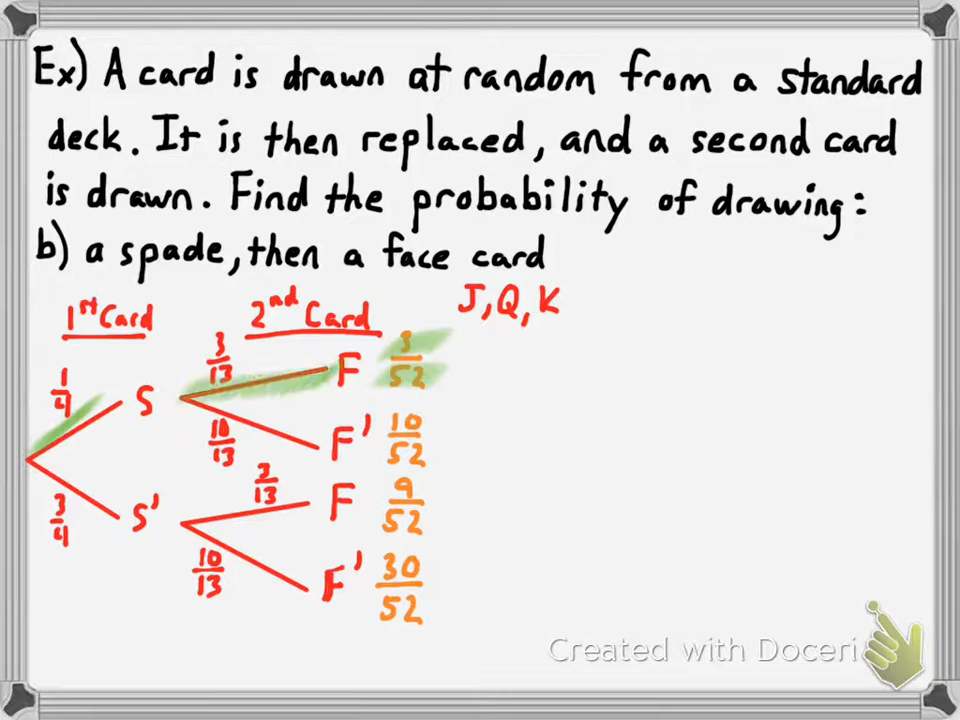 Ex) A card is drawn at random from a standard
deck. It is then replaced, and a second card
is drawn. Find the probability of drawing:
b) a spade, then a face card
J, Q, K
1st Card 2nd Card
1/4 S 3/13 F 3/52
10/13 F' 10/52
3/4 S' 3/13 F 9/52
10/13 F' 30/52
Created with Doceri